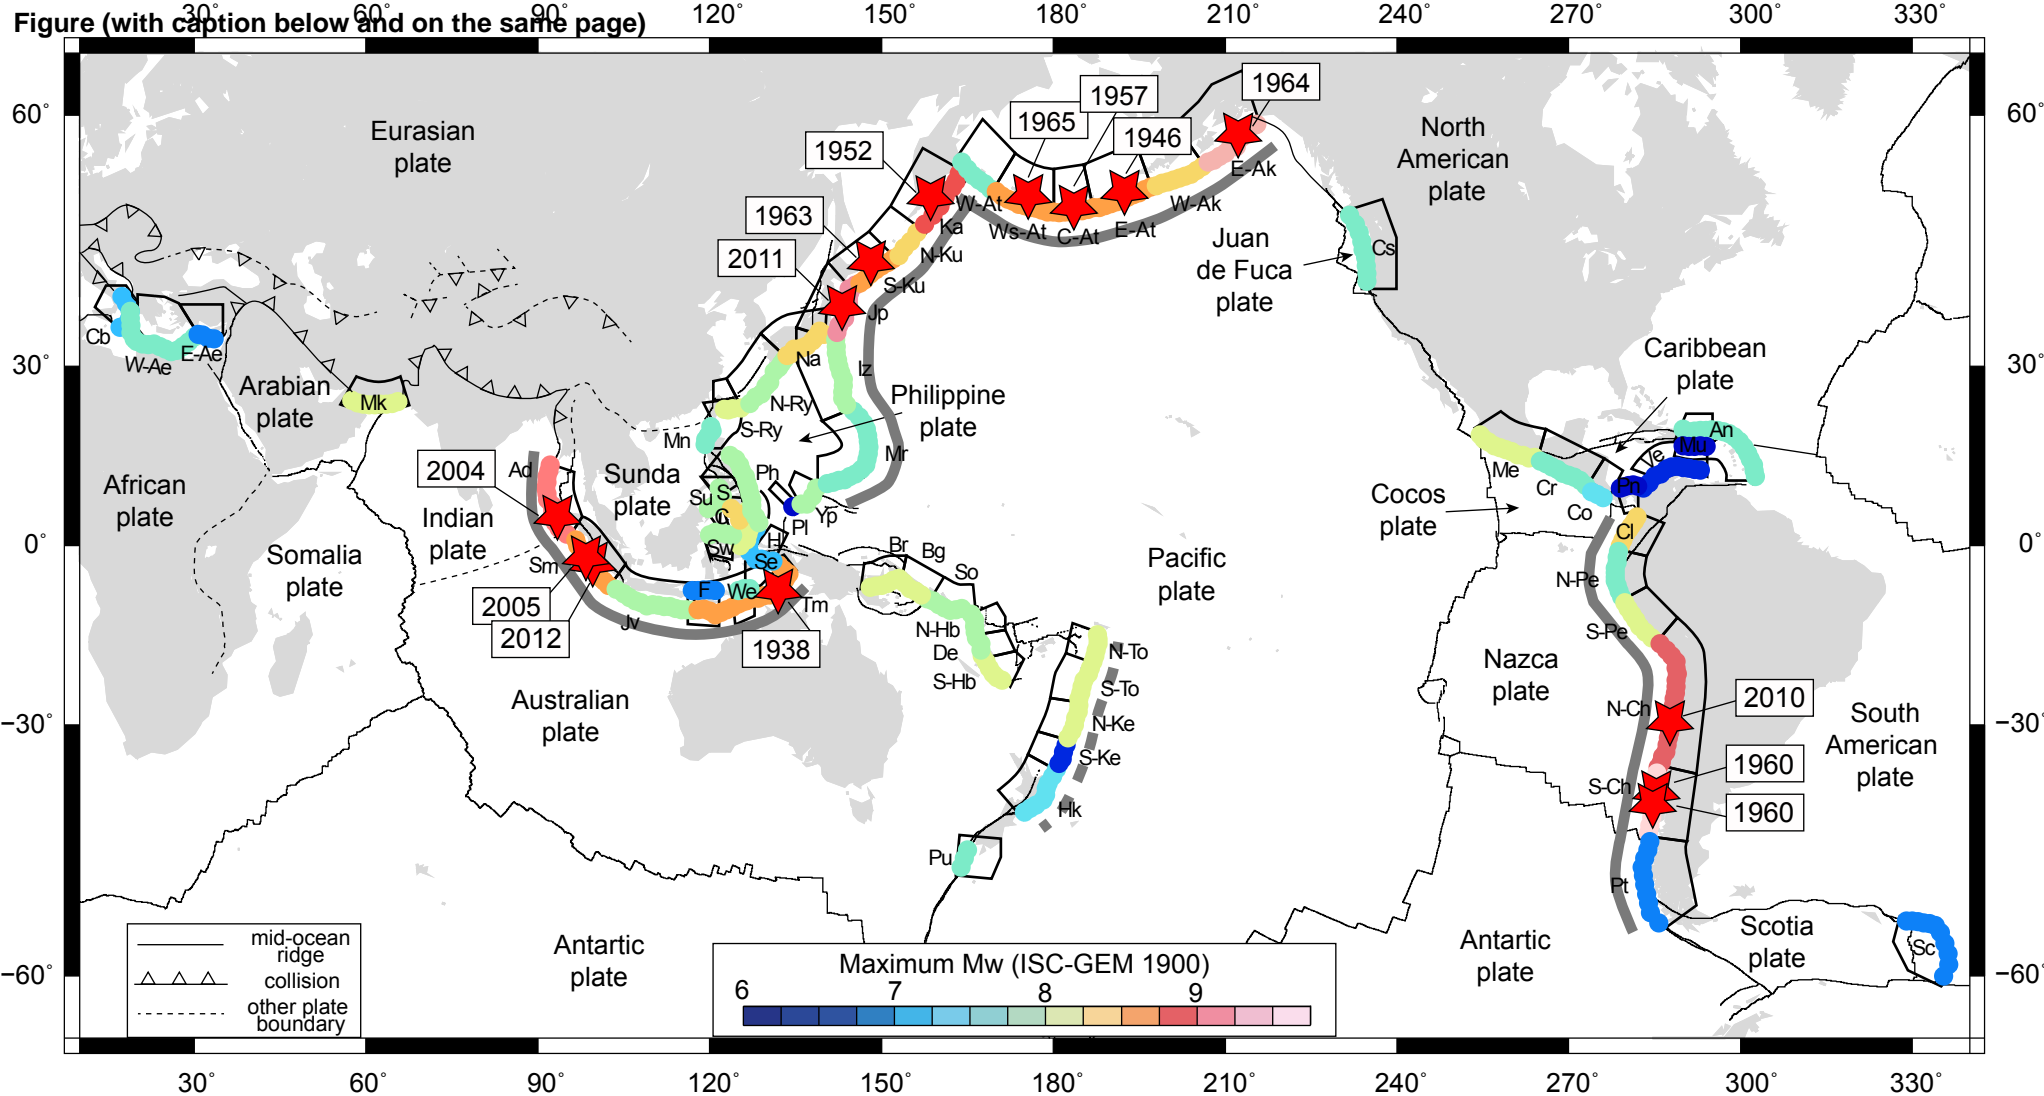 Figure (with caption below and on the same page)
30° 60° 90° 120° 150° 180° 210° 240° 270° 300° 330°
60° 60°
30° 30°
0° 0°
−30° −30°
−60° −60°
Eurasian
plate
North
American
plate
1964
1957
1965
1946
1952
1963
2011
E-Ak
W-Ak
E-At
C-At
Ws-At
W-At
Ka
N-Ku
S-Ku
Jp
Juan
de Fuca
plate
Cs
Cb
W-Ae
E-Ae
Arabian
plate
Mk
Na
Iz
N-Ry
S-Ry
Mn
Philippine
plate
Mr
Caribbean
plate
An
Mu
Ve
Pn
Me
Cr
Co
Cl
Cocos
plate
African
plate
Somalia
plate
Indian
plate
Sunda
plate
2004
Ad
Sm
2005
2012
Jv
F
We
Tm
1938
Su
S
Ph
Sw
H
Se
Pl
Yp
Br
Bg
So
N-Hb
De
S-Hb
Pacific
plate
N-To
S-To
N-Ke
S-Ke
Hk
Pu
Australian
plate
N-Pe
S-Pe
Nazca
plate
N-Ch
2010
S-Ch
1960
1960
Pt
South
American
plate
Antartic
plate
Antartic
plate
Scotia
plate
Sc
mid-ocean
ridge
collision
other plate
boundary
Maximum Mw (ISC-GEM 1900)
6 7 8 9
30° 60° 90° 120° 150° 180° 210° 240° 270° 300° 330°